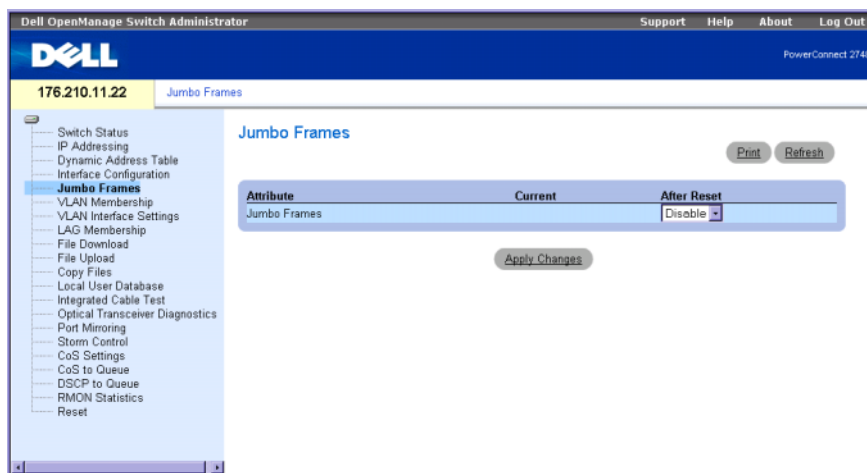 Dell OpenManage Switch Administrator
Support Help About Log Out
DELL
PowerConnect 274
176.210.11.22
Jumbo Frames
Switch Status
IP Addressing
Dynamic Address Table
Interface Configuration
Jumbo Frames
VLAN Membership
VLAN Interface Settings
LAG Membership
File Download
File Upload
Copy Files
Local User Database
Integrated Cable Test
Optical Transceiver Diagnostics
Port Mirroring
Storm Control
CoS Settings
CoS to Queue
DSCP to Queue
RMON Statistics
Reset
Jumbo Frames
Print Refresh
Attribute Current After Reset
Jumbo Frames Disable
Apply Changes